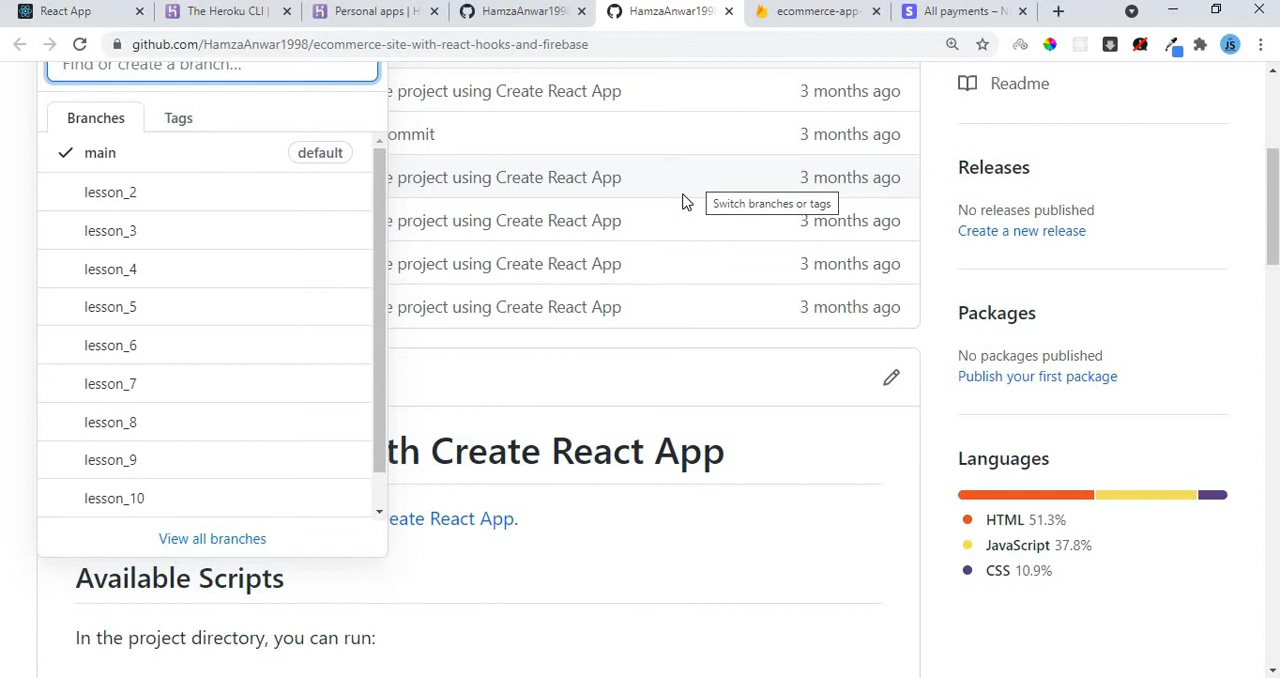 React App
The Heroku CLI |
Personal apps | H
HamzaAnwar1998
HamzaAnwar1998
ecommerce-app-
All payments – N
github.com/HamzaAnwar1998/ecommerce-site-with-react-hooks-and-firebase
JS
Find or create a branch...
Branches
Tags
main
default
lesson_2
lesson_3
lesson_4
lesson_5
lesson_6
lesson_7
lesson_8
lesson_9
lesson_10
View all branches
e project using Create React App
3 months ago
ommit
3 months ago
e project using Create React App
3 months ago
Switch branches or tags
e project using Create React App
3 months ago
e project using Create React App
3 months ago
e project using Create React App
3 months ago
th Create React App
eate React App.
Available Scripts
In the project directory, you can run:
Readme
Releases
No releases published
Create a new release
Packages
No packages published
Publish your first package
Languages
HTML 51.3%
JavaScript 37.8%
CSS 10.9%